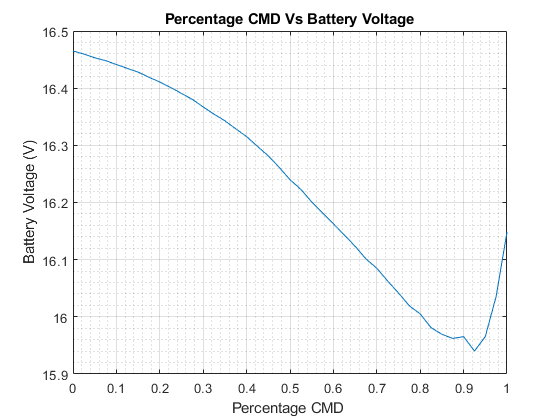 Percentage CMD Vs Battery Voltage
16.5
16.4
16.3
16.2
16.1
16
15.9
Battery Voltage (V)
0 0.1 0.2 0.3 0.4 0.5 0.6 0.7 0.8 0.9 1
Percentage CMD